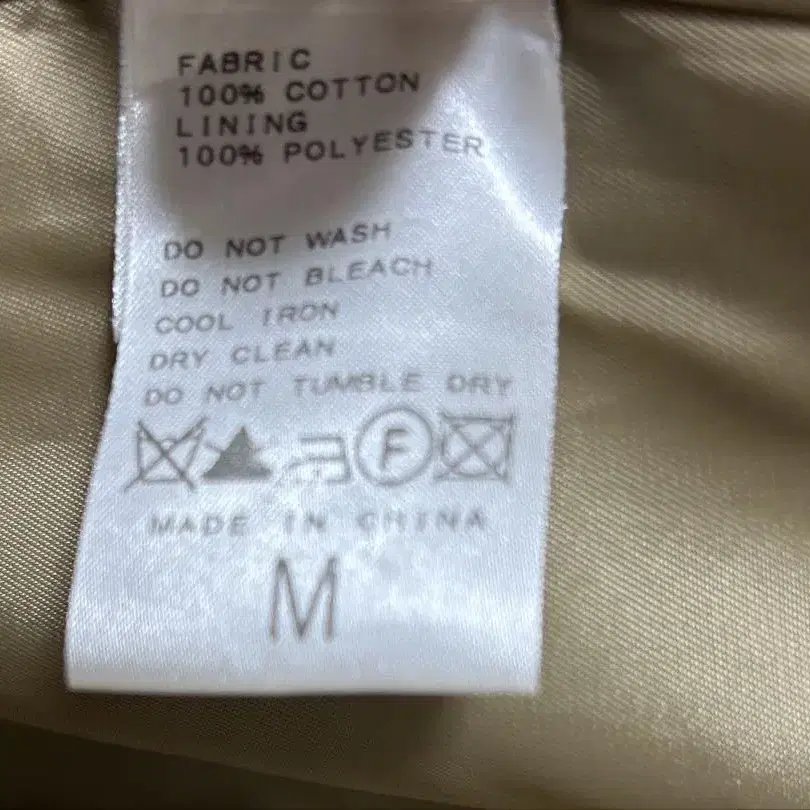 FABRIC
100% COTTON
LINING
100% POLYESTER
DO NOT WASH
DO NOT BLEACH
COOL IRON
DRY CLEAN
DO NOT TUMBLE DRY
F
MADE IN CHINA
M